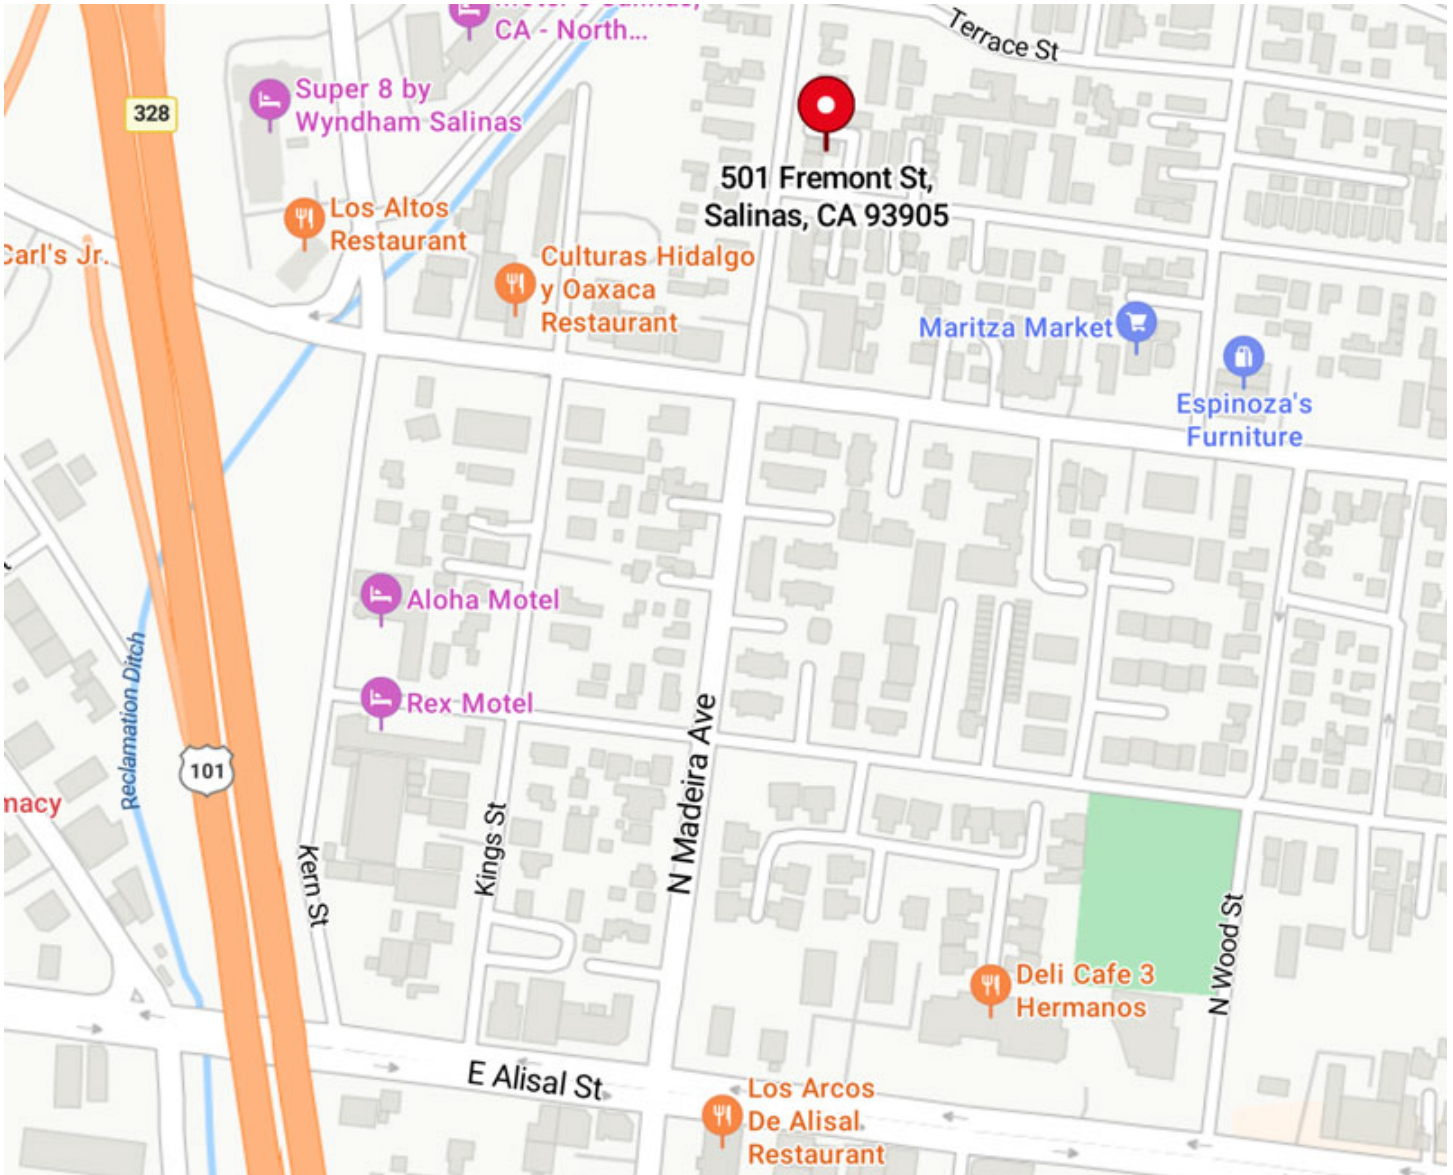 CA - North...
Terrace St
328
Super 8 by
Wyndham Salinas
501 Fremont St,
Salinas, CA 93905
Los Altos
Restaurant
Carl's Jr.
Culturas Hidalgo
y Oaxaca
Restaurant
Maritza Market
Espinoza's
Furniture
Aloha Motel
Rex Motel
Reclamation Ditch
N Madeira Ave
101
macy
Kings St
Kern St
N Wood St
Deli Cafe 3
Hermanos
E Alisal St
Los Arcos
De Alisal
Restaurant